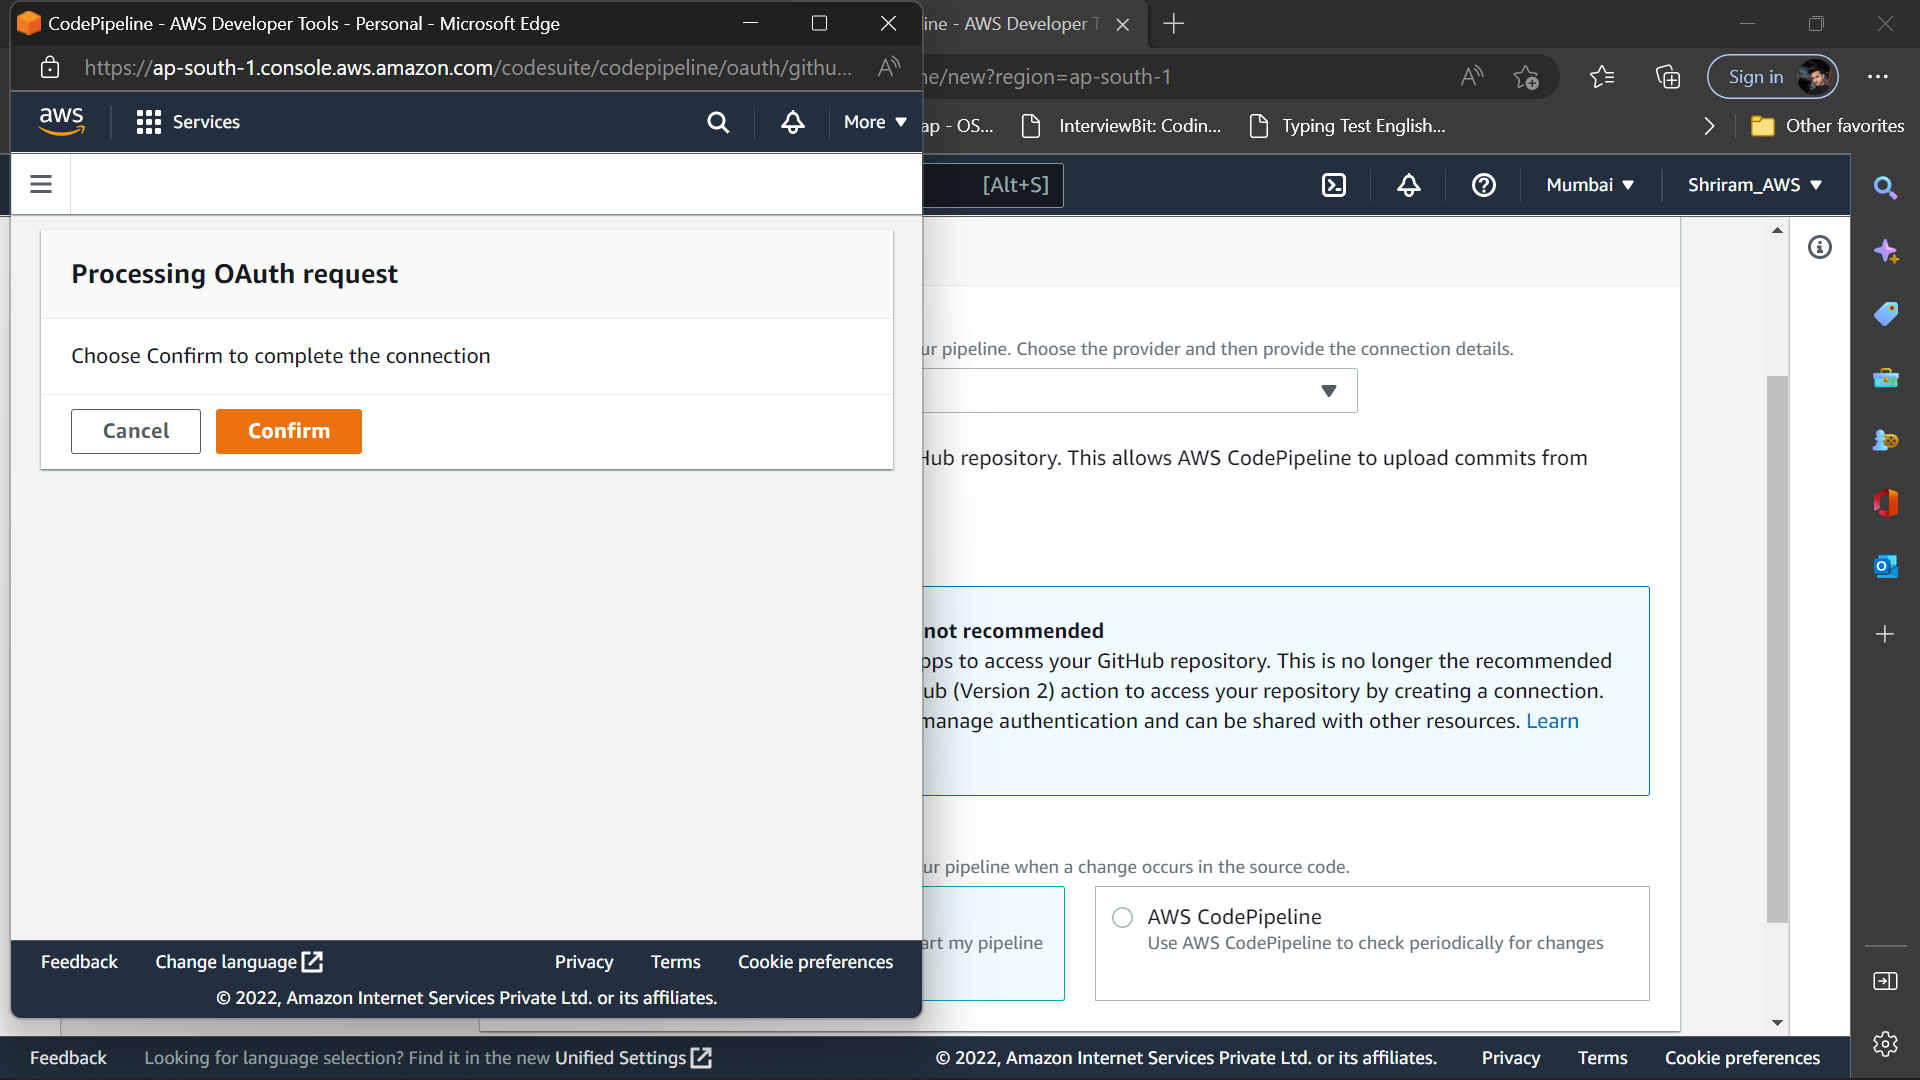 CodePipeline - AWS Developer Tools - Personal - Microsoft Edge
https://ap-south-1.console.aws.amazon.com/codesuite/codepipeline/oauth/githu...
aws
Services
More
Processing OAuth request
Choose Confirm to complete the connection
Cancel
Confirm
Feedback
Change language
Privacy
Terms
Cookie preferences
© 2022, Amazon Internet Services Private Ltd. or its affiliates.
ine - AWS Developer T
e/new?region=ap-south-1
Sign in
ap - OS...
InterviewBit: Codin...
Typing Test English...
Other favorites
[Alt+S]
Mumbai
Shriram_AWS
ur pipeline. Choose the provider and then provide the connection details.
Hub repository. This allows AWS CodePipeline to upload commits from
not recommended
pps to access your GitHub repository. This is no longer the recommended
ub (Version 2) action to access your repository by creating a connection.
manage authentication and can be shared with other resources. Learn
ur pipeline when a change occurs in the source code.
art my pipeline
AWS CodePipeline
Use AWS CodePipeline to check periodically for changes
Feedback
Looking for language selection? Find it in the new Unified Settings
© 2022, Amazon Internet Services Private Ltd. or its affiliates.
Privacy
Terms
Cookie preferences